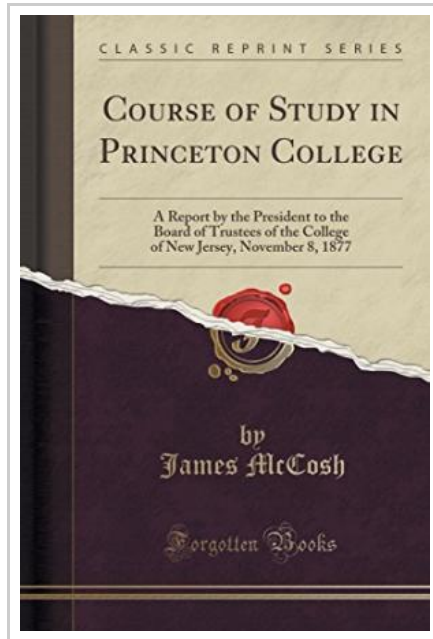 CLASSIC REPRINT SERIES
COURSE OF STUDY IN
PRINCETON COLLEGE
A Report by the President to the
Board of Trustees of the College
of New Jersey, November 8, 1877
F
by
James McCosh
Forgotten Books